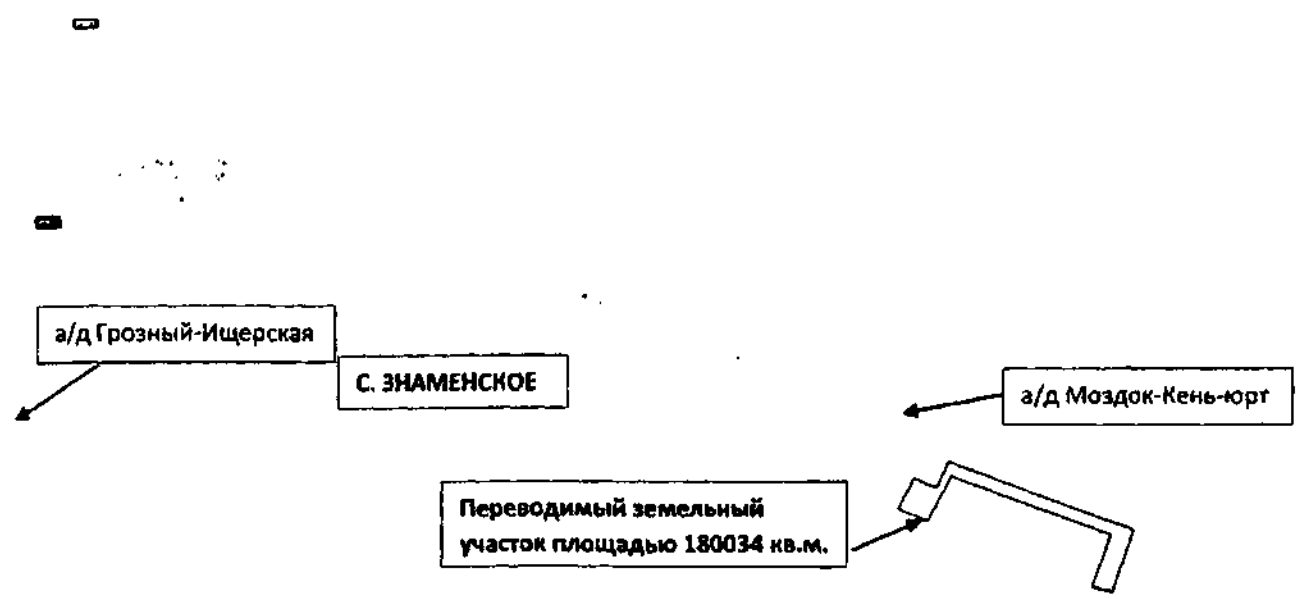 а/д Грозный-Ищерская
С. ЗНАМЕНСКОЕ
а/д Моздок-Кень-юрт
Переводимый земельный
участок площадью 180034 кв.м.